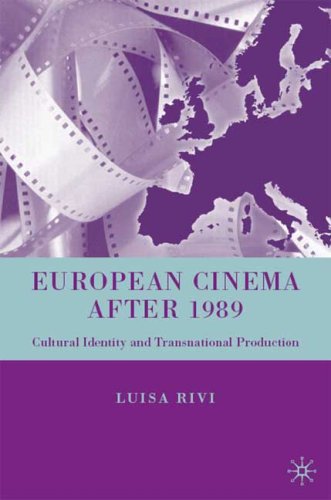 EUROPEAN CINEMA
AFTER 1989
Cultural Identity and Transnational Production
LUISA RIVI